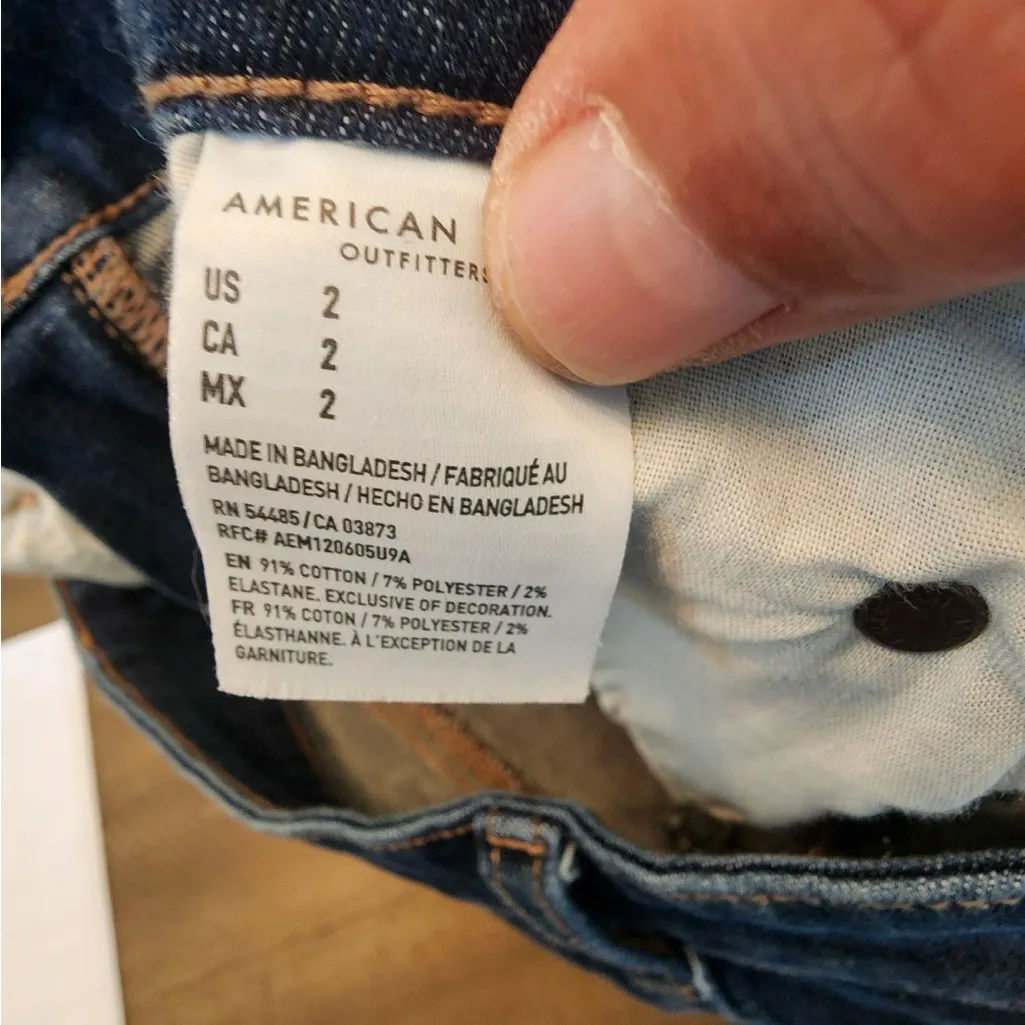 AMERICAN
OUTFITTERS
US 2
CA 2
MX 2
MADE IN BANGLADESH / FABRIQUÉ AU
BANGLADESH / HECHO EN BANGLADESH
RN 54485 / CA 03873
RFC# AEM120605U9A
EN 91% COTTON / 7% POLYESTER / 2%
ELASTANE. EXCLUSIVE OF DECORATION.
FR 91% COTON / 7% POLYESTER / 2%
ÉLASTHANNE. À L'EXCEPTION DE LA
GARNITURE.